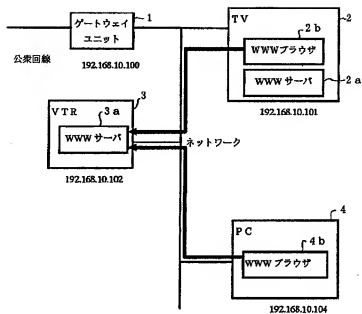 ゲートウェイ
ユニット
1
公衆回線
192.168.10.100
TV
2
WWWブラウザ
2b
WWWサーバ
2a
192.168.10.101
VTR
3
3a
WWWサーバ
192.168.10.102
ネットワーク
PC
4
4b
WWWブラウザ
192.168.10.104